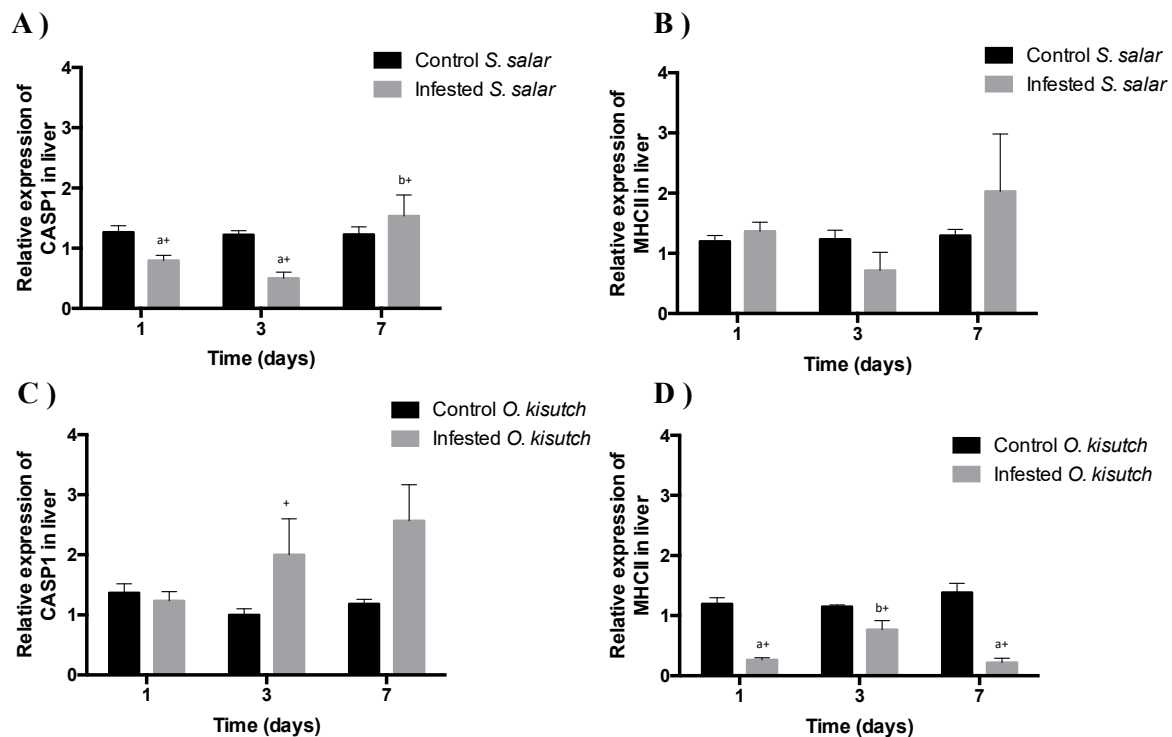 A )
Control S. salar
Infested S. salar
Relative expression of
CASP1 in liver
4
3
2
1
0
a+
a+
b+
1 3 7
Time (days)
B )
Control S. salar
Infested S. salar
Relative expression of
MHCII in liver
4
3
2
1
0
1 3 7
Time (days)
C )
Control O. kisutch
Infested O. kisutch
Relative expression of
CASP1 in liver
4
3
2
1
0
+
1 3 7
Time (days)
D )
Control O. kisutch
Infested O. kisutch
Relative expression of
MHCII in liver
4
3
2
1
0
a+
b+
a+
1 3 7
Time (days)